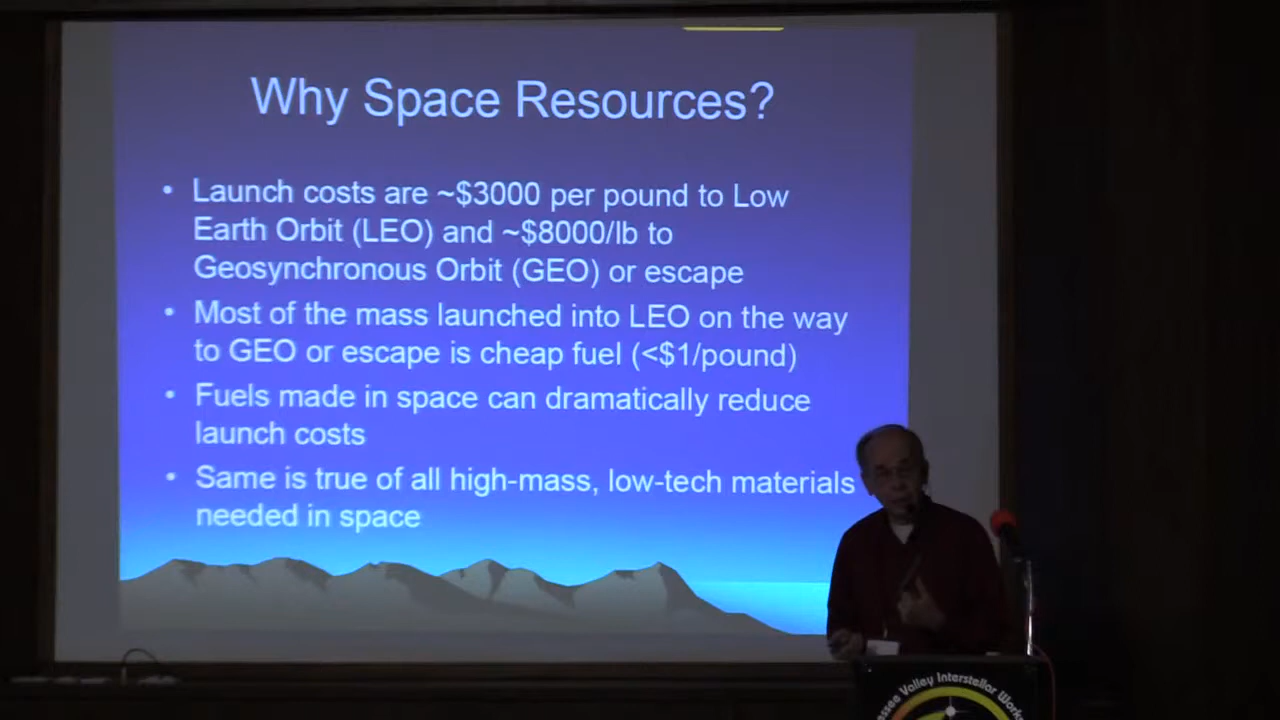 Why Space Resources?
• Launch costs are ~$3000 per pound to Low
Earth Orbit (LEO) and ~$8000/lb to
Geosynchronous Orbit (GEO) or escape
• Most of the mass launched into LEO on the way
to GEO or escape is cheap fuel (<$1/pound)
• Fuels made in space can dramatically reduce
launch costs
• Same is true of all high-mass, low-tech materials
needed in space
Valley Interstellar